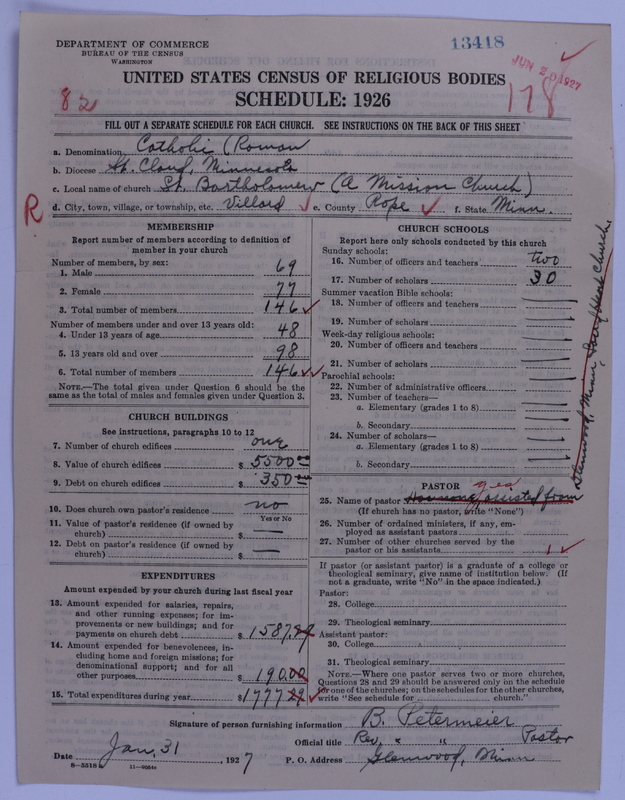 DEPARTMENT OF COMMERCE
BUREAU OF THE CENSUS
WASHINGTON
13418
JUN 20 1927
UNITED STATES CENSUS OF RELIGIOUS BODIES
82
SCHEDULE: 1926
178
FILL OUT A SEPARATE SCHEDULE FOR EACH CHURCH. SEE INSTRUCTIONS ON THE BACK OF THIS SHEET
a. Denomination Catholic (Roman
b. Diocese St. Cloud, Minnesota
c. Local name of church St. Bartholomew (A Mission Church)
R
d. City, town, village, or township, etc. Villard e. County Pope f. State Minn.
MEMBERSHIP
Report number of members according to definition of
member in your church
Number of members, by sex:
1. Male 69
2. Female 77
3. Total number of members 146
Number of members under and over 13 years old:
4. Under 13 years of age 48
5. 13 years old and over 98
6. Total number of members 146
NOTE.—The total given under Question 6 should be
same as the total of males and females given under Question 3.
CHURCH BUILDINGS
See instructions, paragraphs 10 to 12
7. Number of church edifices one
8. Value of church edifices $ 5500 00
9. Debt on church edifices $ 350
10. Does church own pastor's residence no
Yes or No
11. Value of pastor's residence (if owned by
church) $ —
12. Debt on pastor's residence (if owned by
church) $ —
EXPENDITURES
Amount expended by your church during last fiscal year
13. Amount expended for salaries, repairs,
and other running expenses; for im-
provements or new buildings; and for
payments on church debt $ 1587.29
14. Amount expended for benevolences, in-
cluding home and foreign missions; for
denominational support; and for all
other purposes $ 190.00
15. Total expenditures during year $ 1777 29
CHURCH SCHOOLS
Report here only schools conducted by this church
Sunday schools:
16. Number of officers and teachers two
17. Number of scholars 30
Summer vacation Bible schools:
18. Number of officers and teachers —
19. Number of scholars —
Week-day religious schools:
20. Number of officers and teachers —
21. Number of scholars —
Parochial schools:
22. Number of administrative officers —
23. Number of teachers—
a. Elementary (grades 1 to 8) —
b. Secondary —
24. Number of scholars—
a. Elementary (grades 1 to 8) —
b. Secondary —
PASTOR
25. Name of pastor assisted from
Glenwood, Minn. Head Church.
(If church has no pastor, write "None")
26. Number of ordained ministers, if any, em-
ployed as assistant pastors
27. Number of other churches served by the
pastor or his assistants 1
If pastor (or assistant pastor) is a graduate of a college or
theological seminary, give name of institution below. (If
not a graduate, write "No" in the space indicated.)
Pastor:
28. College
29. Theological seminary
Assistant pastor:
30. College
31. Theological seminary
NOTE.—Where one pastor serves two or more churches,
Questions 28 and 29 should be answered only on the schedule
for one of the churches; on the schedules for the other churches,
write "See schedule for church."
Signature of person furnishing information B. Petermeier
Official title Rev. " " Pastor
Date Jan. 31, 1927 P. O. Address Glenwood, Minn
8—5518 a 11—9084a